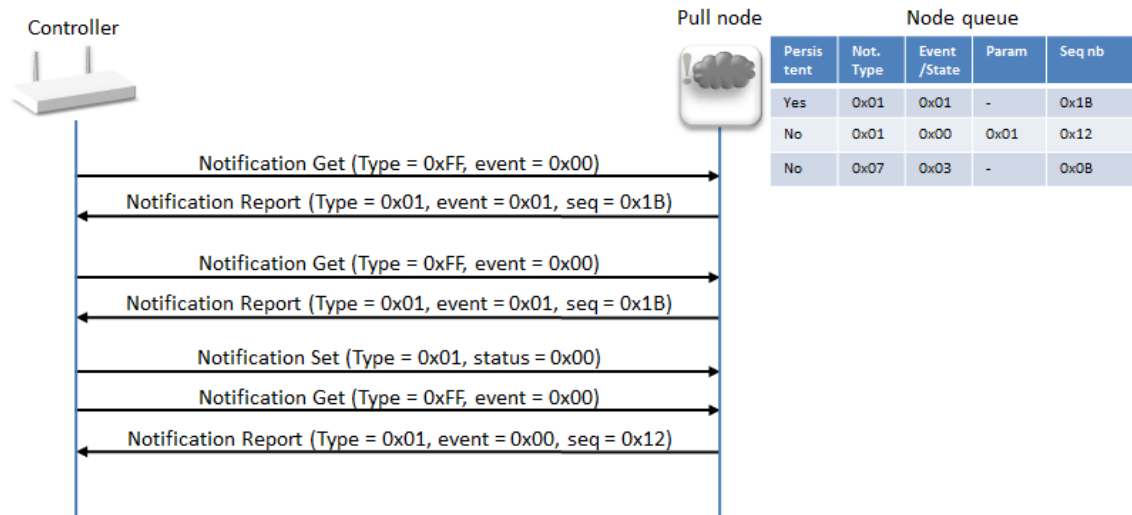 Controller
Pull node
Node queue
Persis
tent
Not.
Type
Event
/State
Param
Seq nb
Yes 0x01 0x01 - 0x1B
No 0x01 0x00 0x01 0x12
No 0x07 0x03 - 0x0B
Notification Get (Type = 0xFF, event = 0x00)
Notification Report (Type = 0x01, event = 0x01, seq = 0x1B)
Notification Get (Type = 0xFF, event = 0x00)
Notification Report (Type = 0x01, event = 0x01, seq = 0x1B)
Notification Set (Type = 0x01, status = 0x00)
Notification Get (Type = 0xFF, event = 0x00)
Notification Report (Type = 0x01, event = 0x00, seq = 0x12)